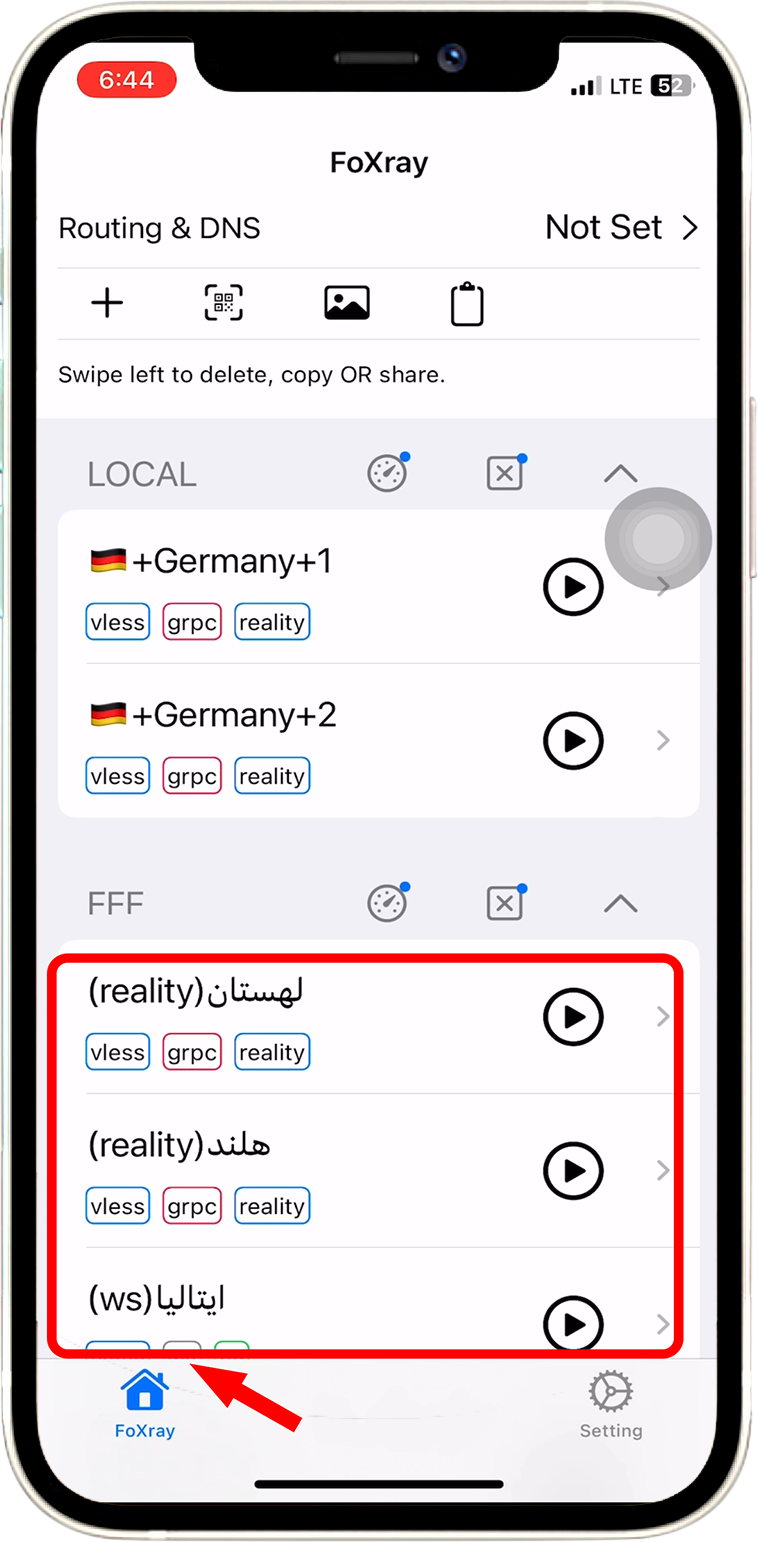 6:44
LTE 52
FoXray
Routing & DNS Not Set
Swipe left to delete, copy OR share.
LOCAL
🇩🇪+Germany+1
vless grpc reality
🇩🇪+Germany+2
vless grpc reality
FFF
(reality)لهستان
vless grpc reality
(reality)هلند
vless grpc reality
(ws)ایتالیا
FoXray Setting